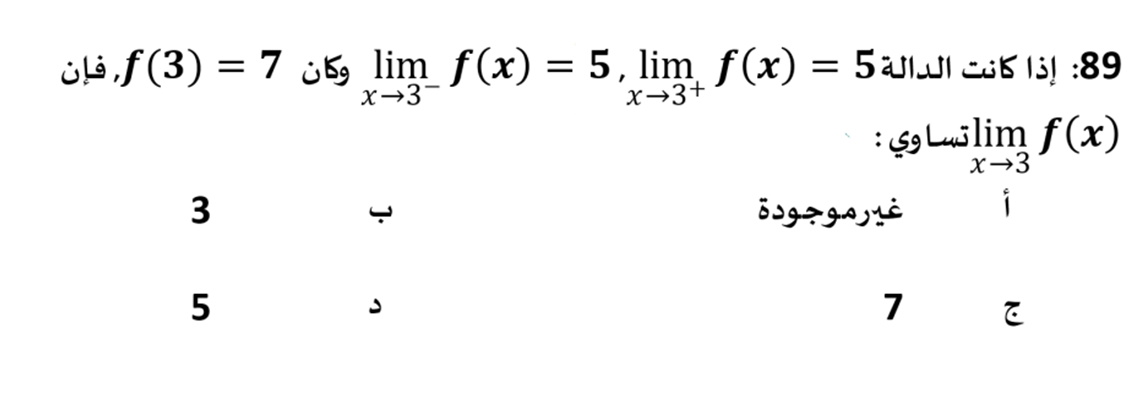 89: إذا كانت الدالة lim_{x→3⁺} f(x) = 5 , lim_{x→3⁻} f(x) = 5 وكان f(3) = 7, فإن
lim_{x→3} f(x) تساوي :
أ غيرموجودة ب 3
ج 7 د 5